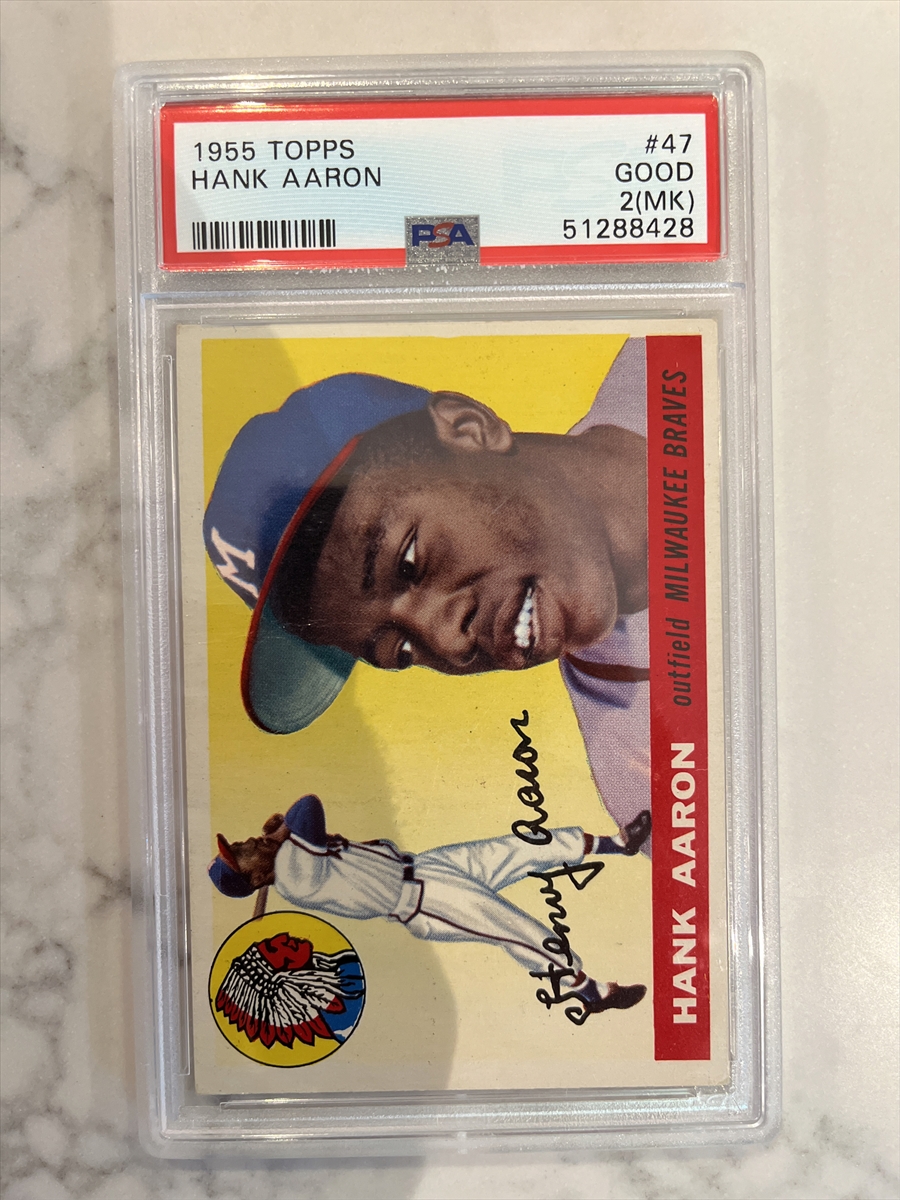 1955 TOPPS #47
HANK AARON GOOD
2(MK)
51288428
PSA
M
Henry Aaron
HANK AARON outfield MILWAUKEE BRAVES